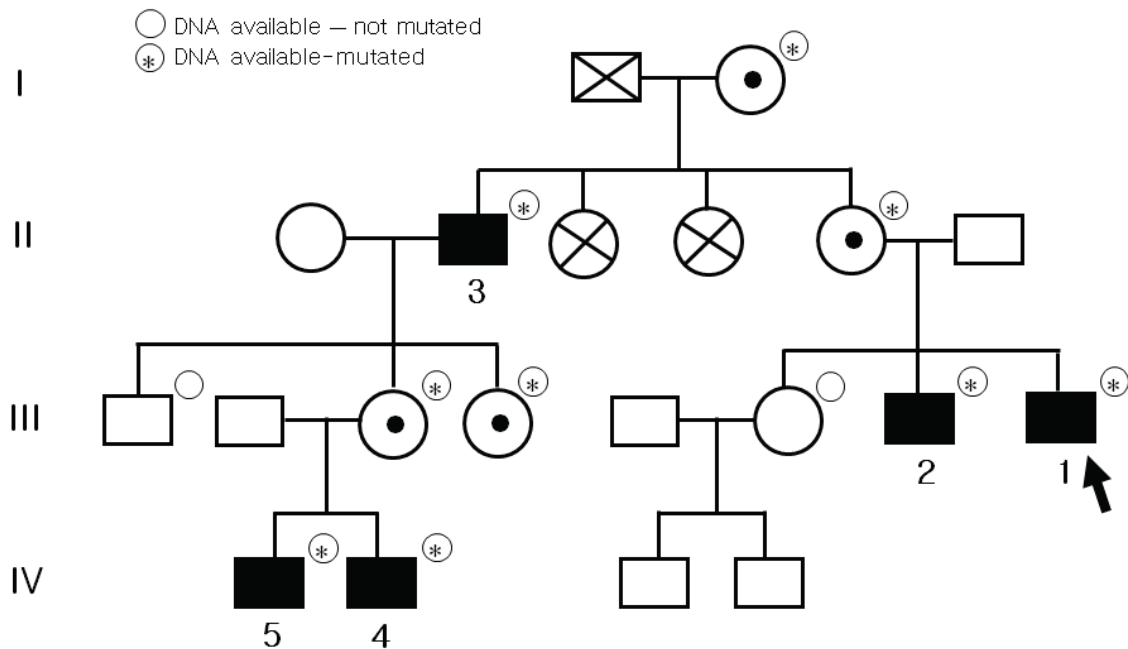 DNA available – not mutated
* DNA available-mutated
I
*
II
* *
3
III
* * * *
2 1
IV
* *
5 4